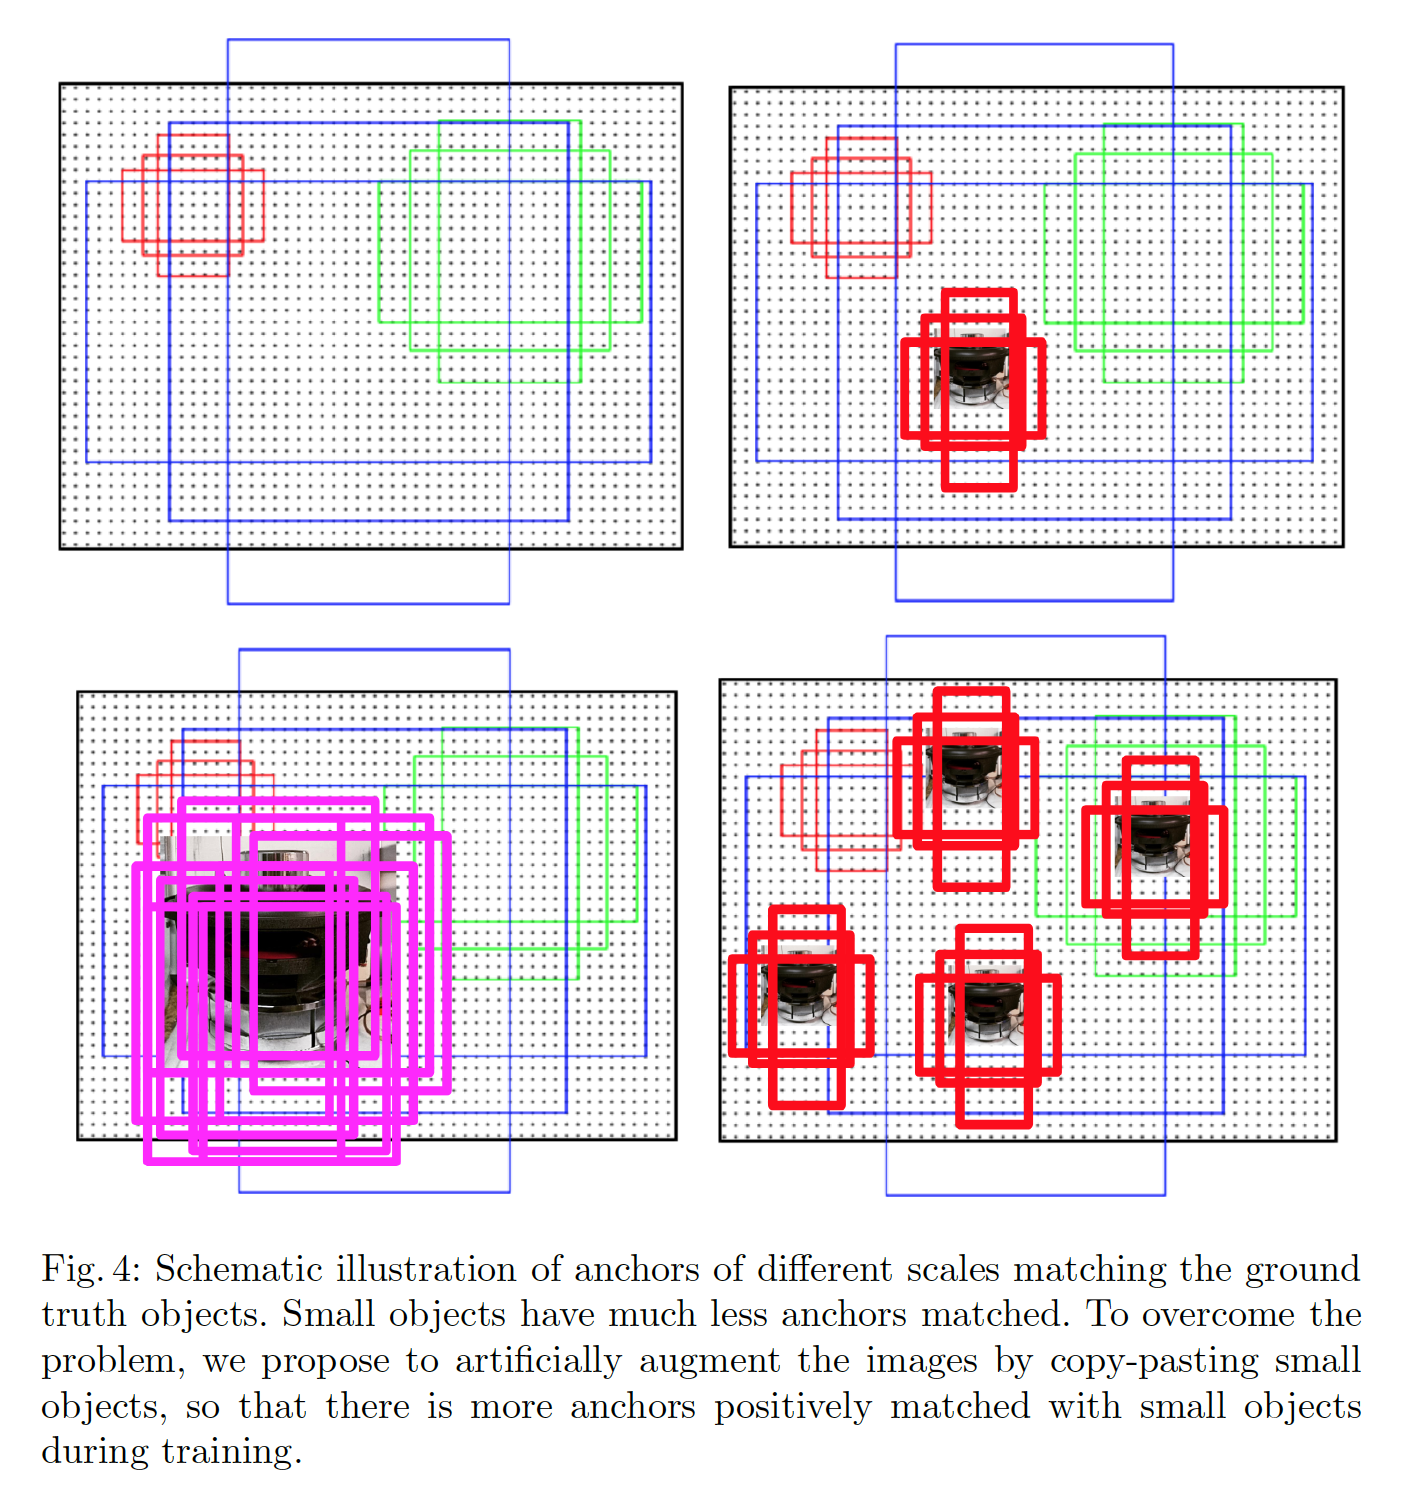 Fig. 4: Schematic illustration of anchors of different scales matching the ground
truth objects. Small objects have much less anchors matched. To overcome the
problem, we propose to artificially augment the images by copy-pasting small
objects, so that there is more anchors positively matched with small objects
during training.